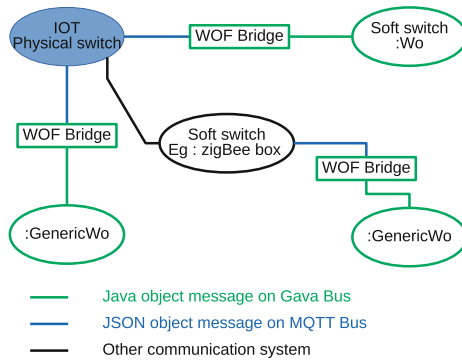 IOT
Physical switch
WOF Bridge
Soft switch
:Wo
WOF Bridge
Soft switch
Eg : zigBee box
WOF Bridge
:GenericWo
:GenericWo
Java object message on Gava Bus
JSON object message on MQTT Bus
Other communication system